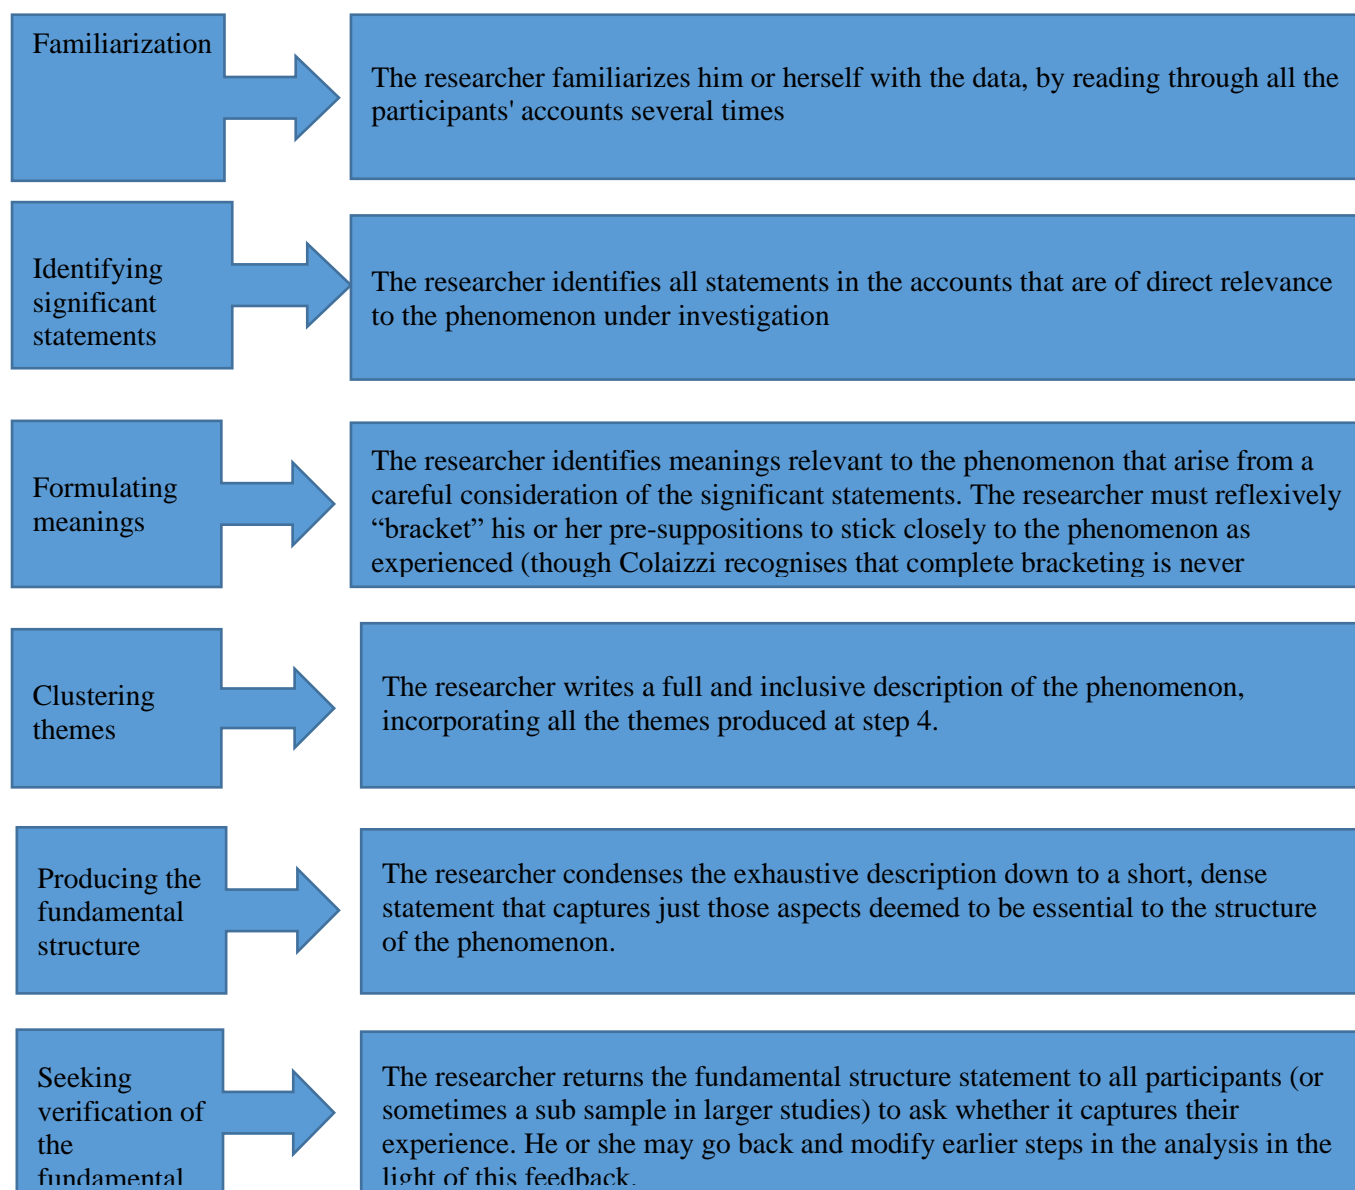 Familiarization
The researcher familiarizes him or herself with the data, by reading through all the
participants' accounts several times
Identifying
significant
statements
The researcher identifies all statements in the accounts that are of direct relevance
to the phenomenon under investigation
Formulating
meanings
The researcher identifies meanings relevant to the phenomenon that arise from a
careful consideration of the significant statements. The researcher must reflexively
“bracket” his or her pre-suppositions to stick closely to the phenomenon as
experienced (though Colaizzi recognises that complete bracketing is never
Clustering
themes
The researcher writes a full and inclusive description of the phenomenon,
incorporating all the themes produced at step 4.
Producing the
fundamental
structure
The researcher condenses the exhaustive description down to a short, dense
statement that captures just those aspects deemed to be essential to the structure
of the phenomenon.
Seeking
verification of
the
fundamental
The researcher returns the fundamental structure statement to all participants (or
sometimes a sub sample in larger studies) to ask whether it captures their
experience. He or she may go back and modify earlier steps in the analysis in the
light of this feedback.